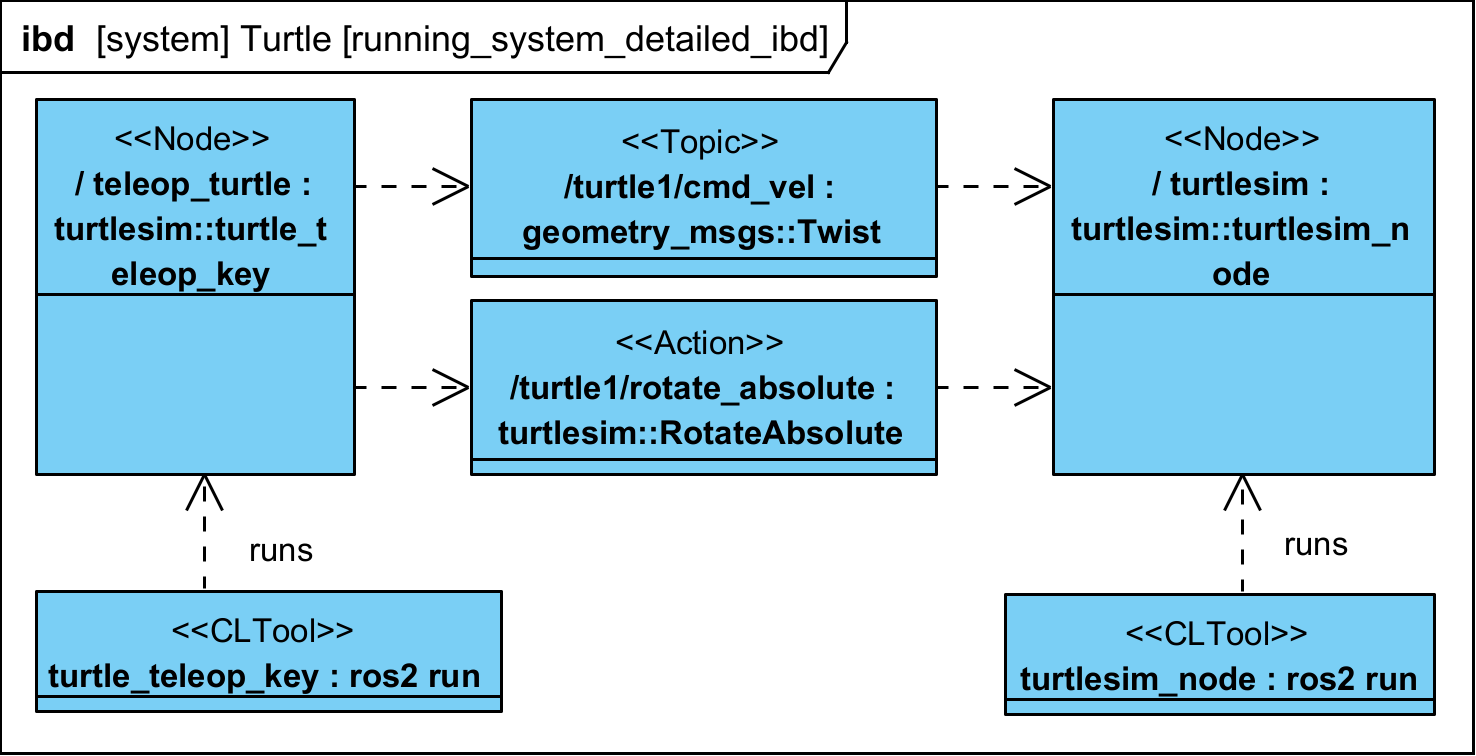 ibd [system] Turtle [running_system_detailed_ibd]
<<Node>>
/ teleop_turtle :
turtlesim::turtle_t
eleop_key
<<Topic>>
/turtle1/cmd_vel :
geometry_msgs::Twist
<<Node>>
/ turtlesim :
turtlesim::turtlesim_n
ode
<<Action>>
/turtle1/rotate_absolute :
turtlesim::RotateAbsolute
runs
runs
<<CLTool>>
turtle_teleop_key : ros2 run
<<CLTool>>
turtlesim_node : ros2 run